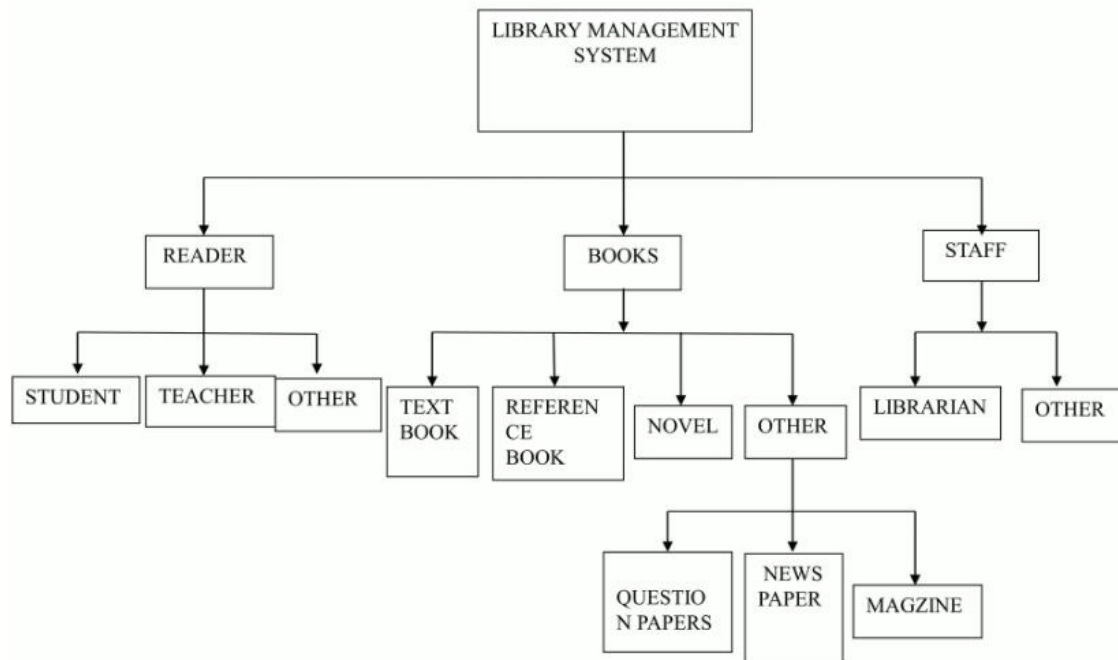 LIBRARY MANAGEMENT
SYSTEM
READER
BOOKS
STAFF
STUDENT
TEACHER
OTHER
TEXT
BOOK
REFEREN
CE
BOOK
NOVEL
OTHER
LIBRARIAN
OTHER
QUESTIO
N PAPERS
NEWS
PAPER
MAGZINE